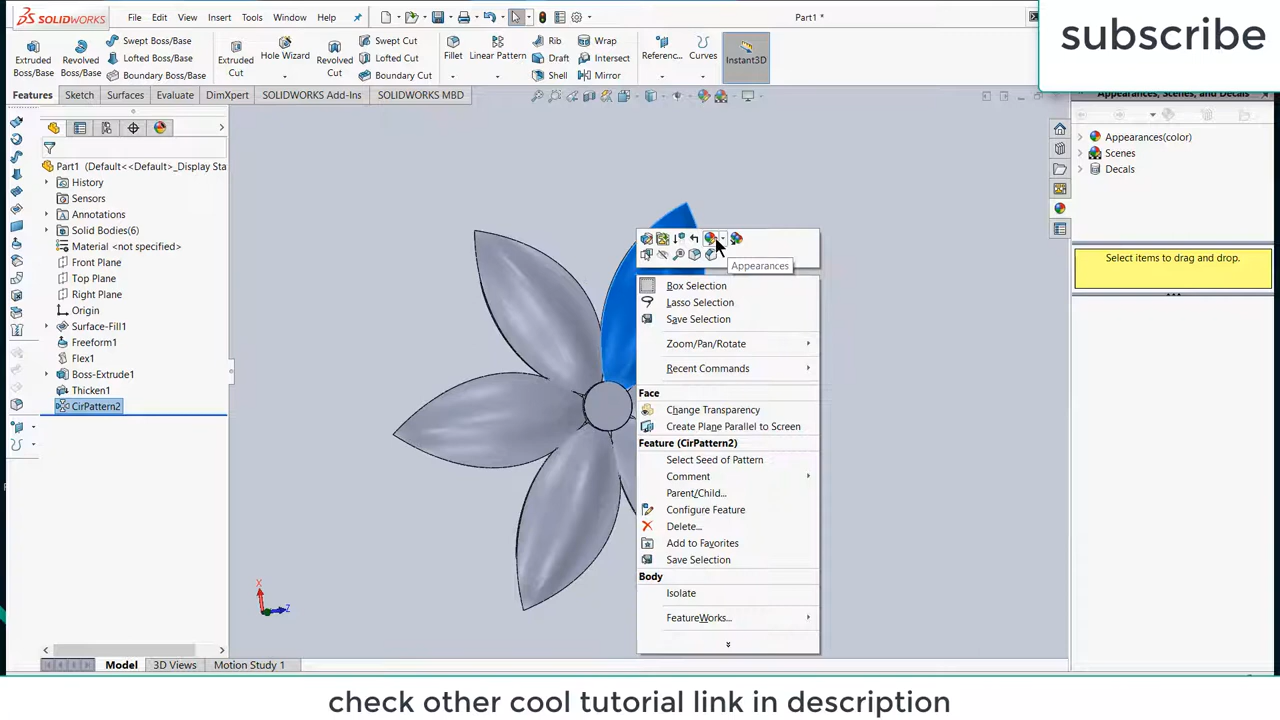 SOLIDWORKS
File
Edit
View
Insert
Tools
Window
Help
Part1 *
subscribe
Extruded Boss/Base
Revolved Boss/Base
Swept Boss/Base
Lofted Boss/Base
Boundary Boss/Base
Extruded Cut
Hole Wizard
Revolved Cut
Swept Cut
Lofted Cut
Boundary Cut
Fillet
Linear Pattern
Rib
Draft
Shell
Wrap
Intersect
Mirror
Referenc...
Curves
Instant3D
Features
Sketch
Surfaces
Evaluate
DimXpert
SOLIDWORKS Add-Ins
SOLIDWORKS MBD
Appearances, Scenes, and Decals
Appearances(color)
Scenes
Decals
Select items to drag and drop.
Part1 (Default<<Default>_Display Sta
History
Sensors
Annotations
Solid Bodies(6)
Material <not specified>
Front Plane
Top Plane
Right Plane
Origin
Surface-Fill1
Freeform1
Flex1
Boss-Extrude1
Thicken1
CirPattern2
Appearances
Box Selection
Lasso Selection
Save Selection
Zoom/Pan/Rotate
Recent Commands
Face
Change Transparency
Create Plane Parallel to Screen
Feature (CirPattern2)
Select Seed of Pattern
Comment
Parent/Child...
Configure Feature
Delete...
Add to Favorites
Save Selection
Body
Isolate
FeatureWorks...
X
Z
Model
3D Views
Motion Study 1
check other cool tutorial link in description